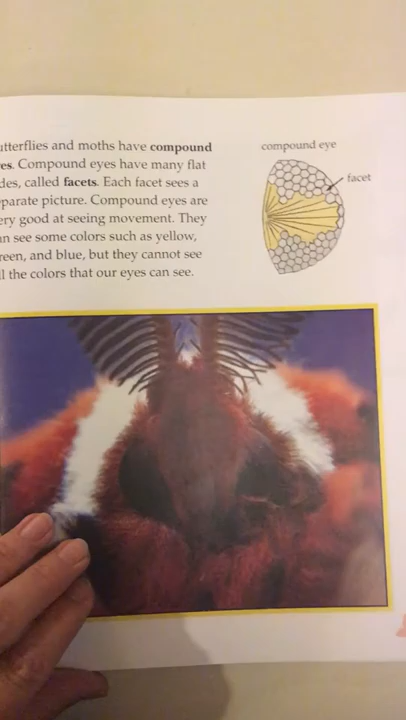 utterflies and moths have compound
es. Compound eyes have many flat
des, called facets. Each facet sees a
parate picture. Compound eyes are
ery good at seeing movement. They
n see some colors such as yellow,
reen, and blue, but they cannot see
ll the colors that our eyes can see.
compound eye
facet